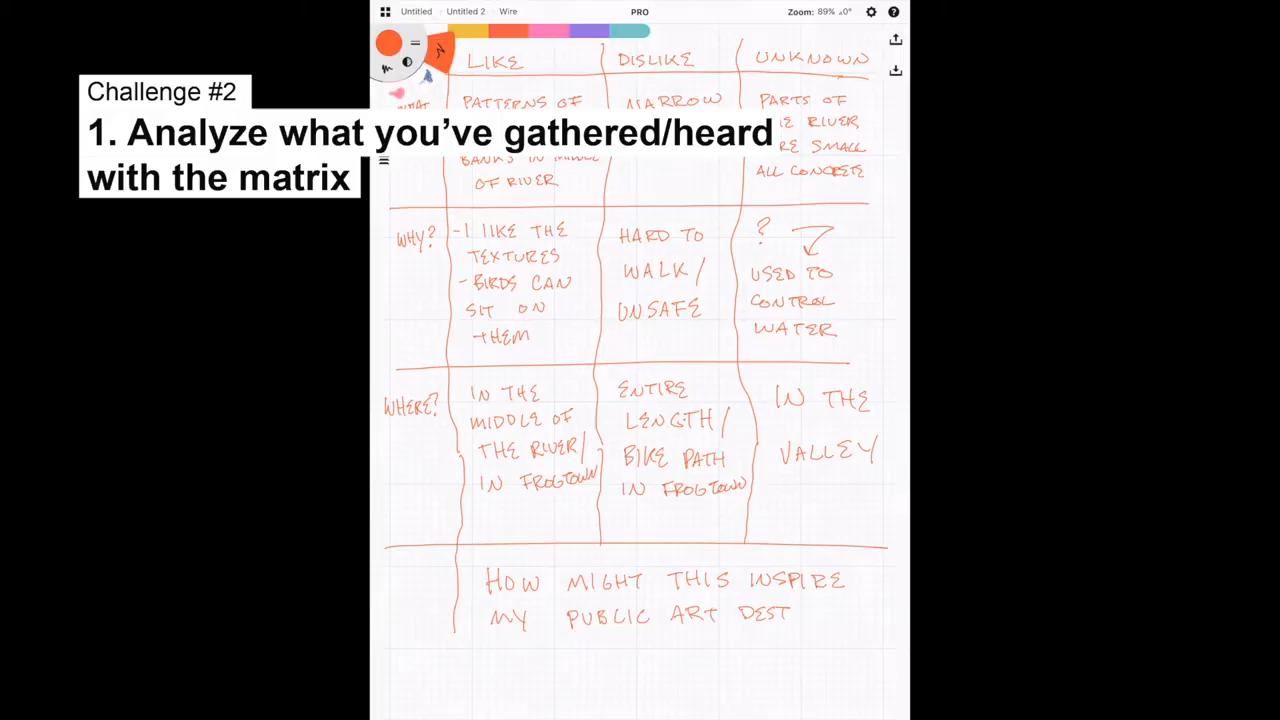 Untitled Untitled 2 Wire PRO Zoom: 89% ⊿0°
Challenge #2
1. Analyze what you've gathered/heard
with the matrix
LIKE DISLIKE UNKNOWN
WHAT PATTERNS OF NARROW PARTS OF
RIVER
SMALL
BANKS IN MIDDLE ALL CONCRETE
OF RIVER
WHY? - I LIKE THE HARD TO ?
TEXTURES WALK/ USED TO
- BIRDS CAN UNSAFE CONTROL
SIT ON WATER
THEM
WHERE? IN THE ENTIRE IN THE
MIDDLE OF LENGTH/ VALLEY
THE RIVER/ BIKE PATH
IN FROGTOWN IN FROGTOWN
HOW MIGHT THIS INSPIRE
MY PUBLIC ART DEST